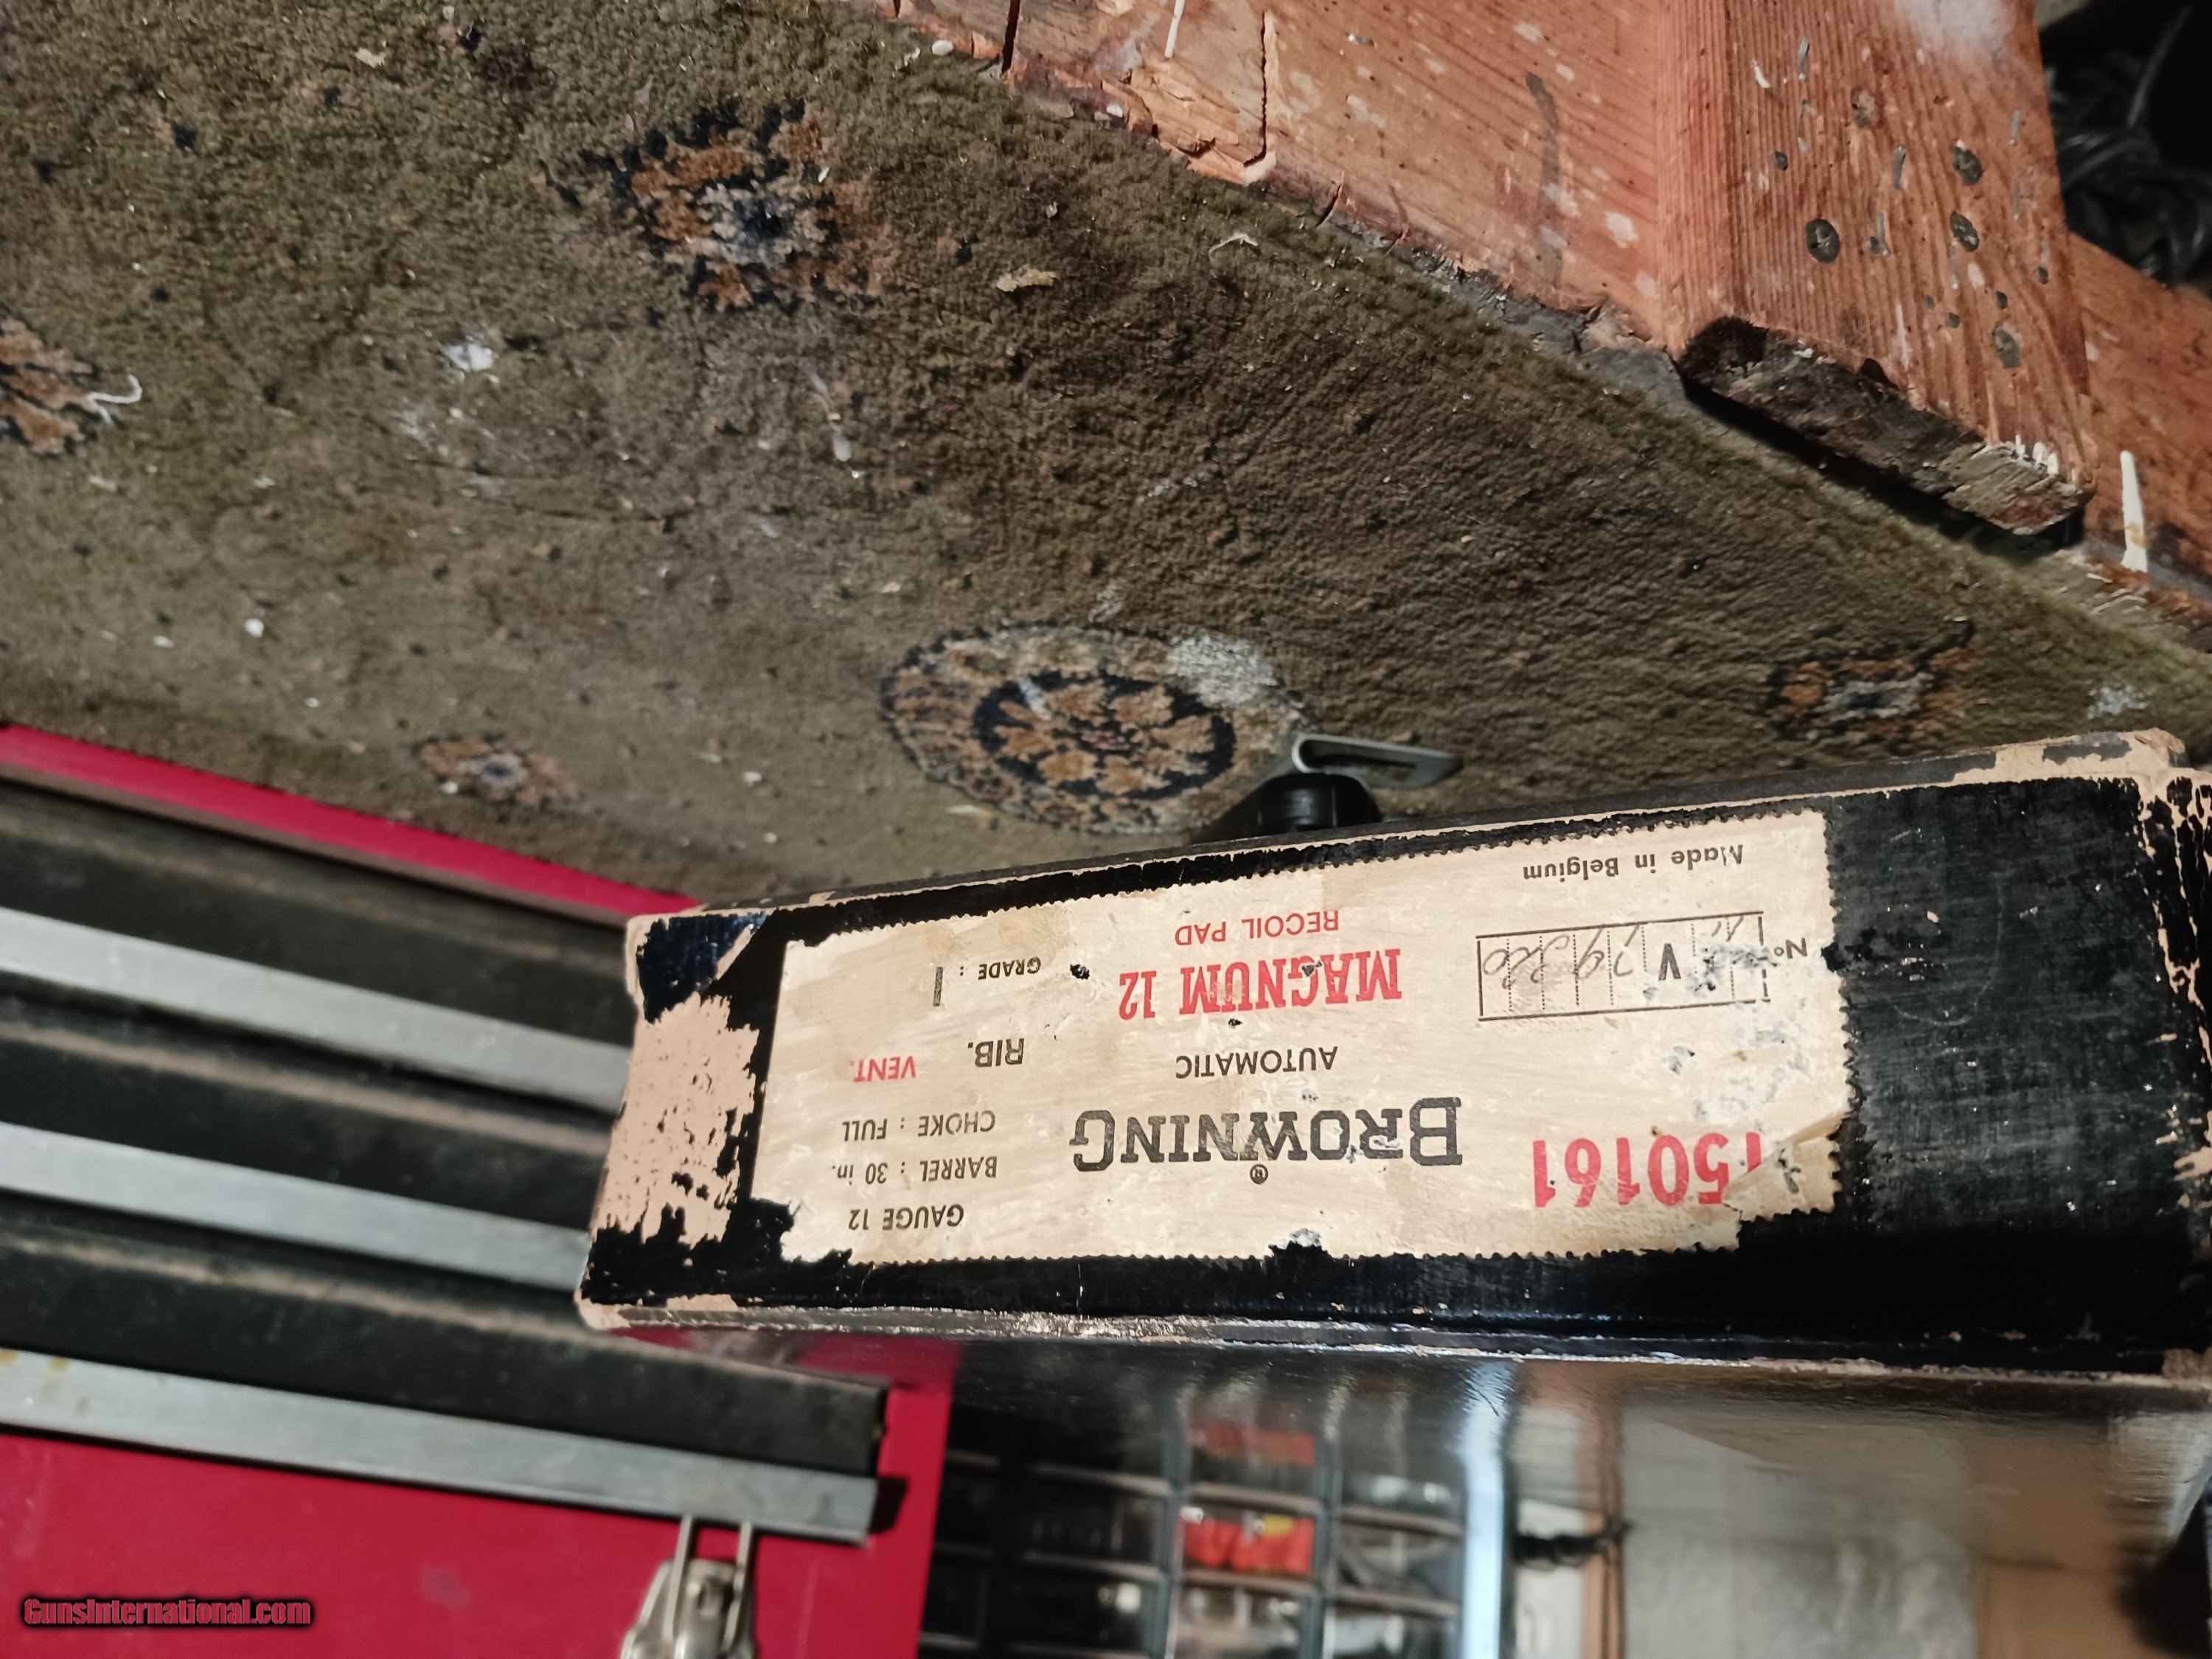 150161
BROWNING®
AUTOMATIC
MAGNUM 12
RECOIL PAD
GAUGE 12
BARREL : 30 in.
CHOKE : FULL
RIB. VENT.
GRADE : 1
No
V
Made in Belgium
GunsInternational.com